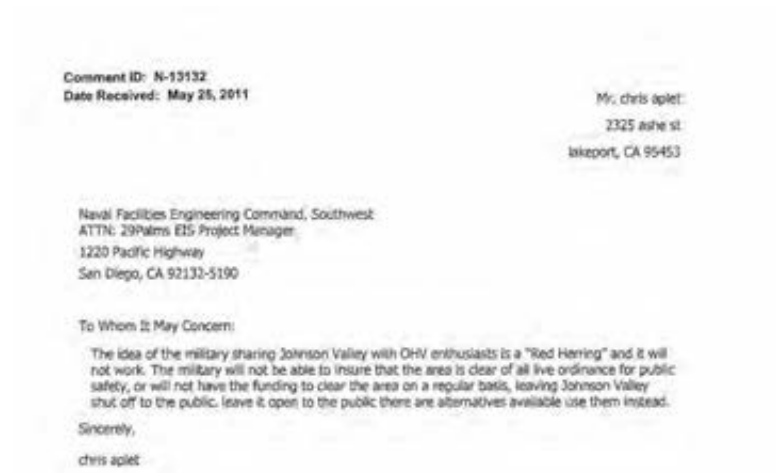 Comment ID: N-13132
Date Received: May 25, 2011
Mr. chris aplet
2325 ashe st
lakeport, CA 95453
Naval Facilities Engineering Command, Southwest
ATTN: 29Palms EIS Project Manager
1220 Pacific Highway
San Diego, CA 92132-5190
To Whom It May Concern:
The idea of the military sharing Johnson Valley with OHV enthusiasts is a "Red Herring" and it will
not work. The military will not be able to insure that the area is clear of all live ordinance for public
safety, or will not have the funding to clear the area on a regular basis, leaving Johnson Valley
shut off to the public. leave it open to the public there are alternatives available use them instead.
Sincerely,
chris aplet